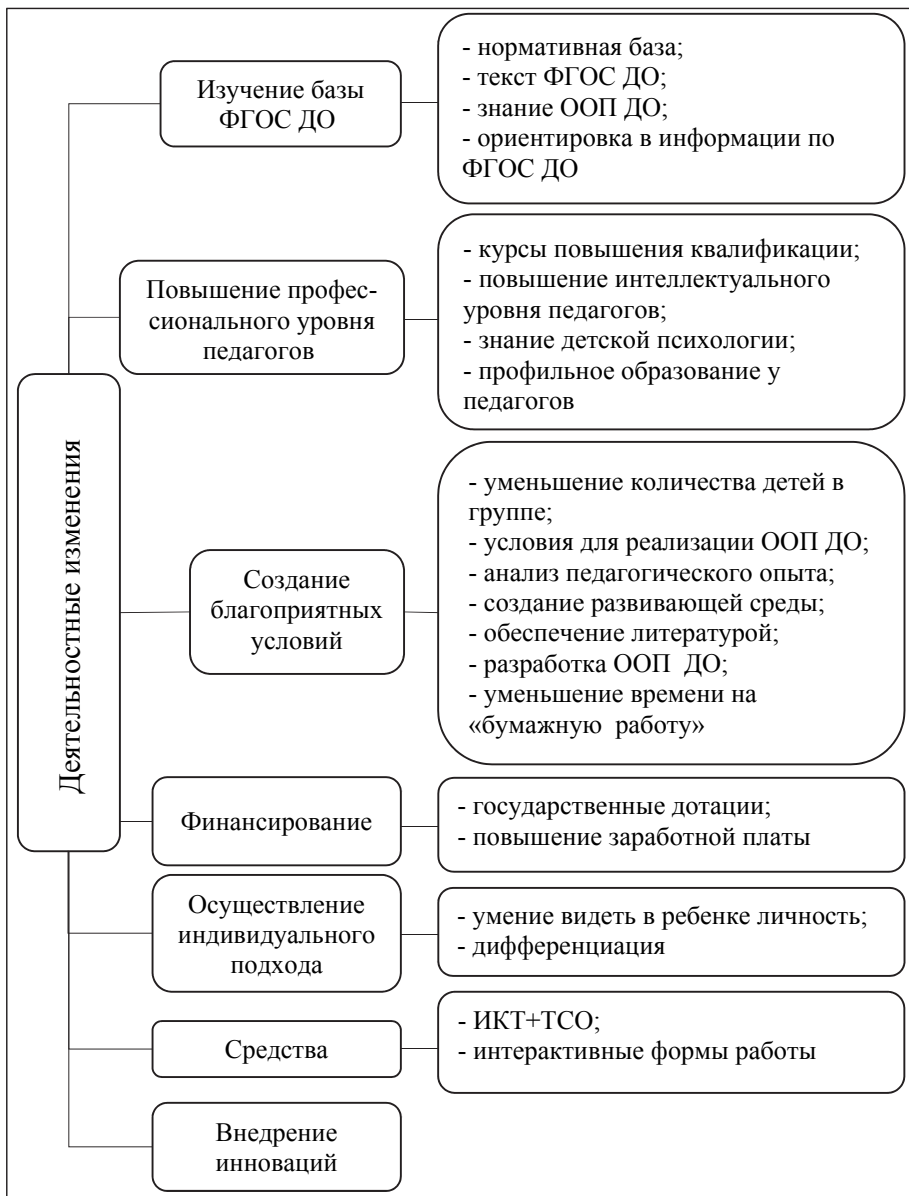 Деятельностные изменения
Изучение базы
ФГОС ДО
- нормативная база;
- текст ФГОС ДО;
- знание ООП ДО;
- ориентировка в информации по
ФГОС ДО
Повышение профес-
сионального уровня
педагогов
- курсы повышения квалификации;
- повышение интеллектуального
уровня педагогов;
- знание детской психологии;
- профильное образование у
педагогов
Создание
благоприятных
условий
- уменьшение количества детей в
группе;
- условия для реализации ООП ДО;
- анализ педагогического опыта;
- создание развивающей среды;
- обеспечение литературой;
- разработка ООП  ДО;
- уменьшение времени на
«бумажную  работу»
Финансирование
- государственные дотации;
- повышение заработной платы
Осуществление
индивидуального
подхода
- умение видеть в ребенке личность;
- дифференциация
Средства
- ИКТ+ТСО;
- интерактивные формы работы
Внедрение
инноваций